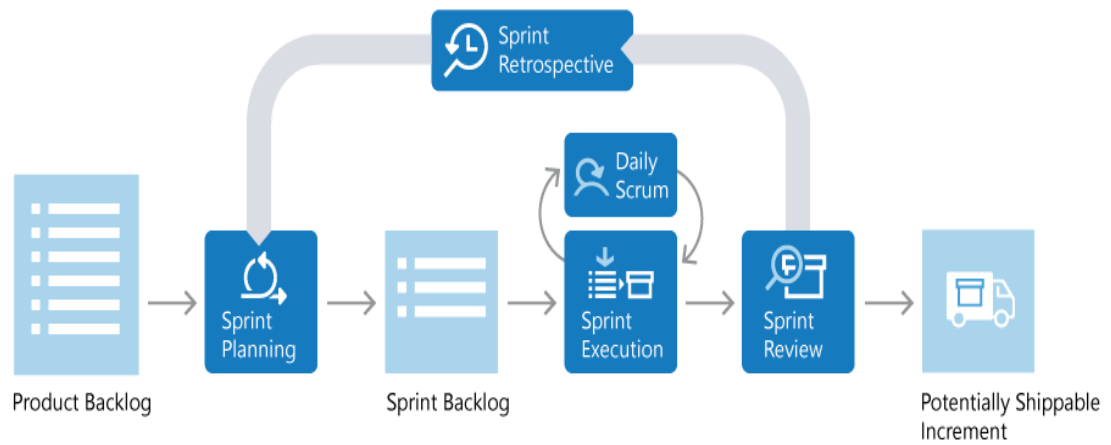 Sprint
Retrospective
Daily
Scrum
Sprint
Planning
Sprint
Execution
Sprint
Review
Product Backlog
Sprint Backlog
Potentially Shippable
Increment